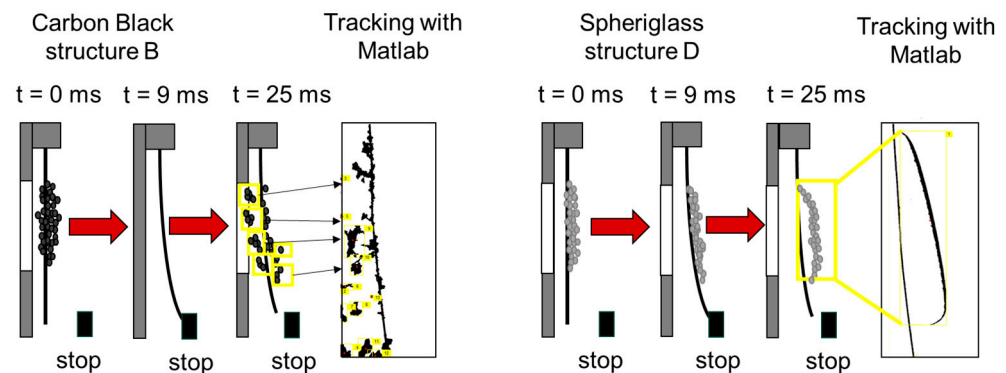 Carbon Black
structure B
Tracking with
Matlab
t = 0 ms
t = 9 ms
t = 25 ms
stop
stop
stop
Spheriglass
structure D
Tracking with
Matlab
t = 0 ms
t = 9 ms
t = 25 ms
stop
stop
stop